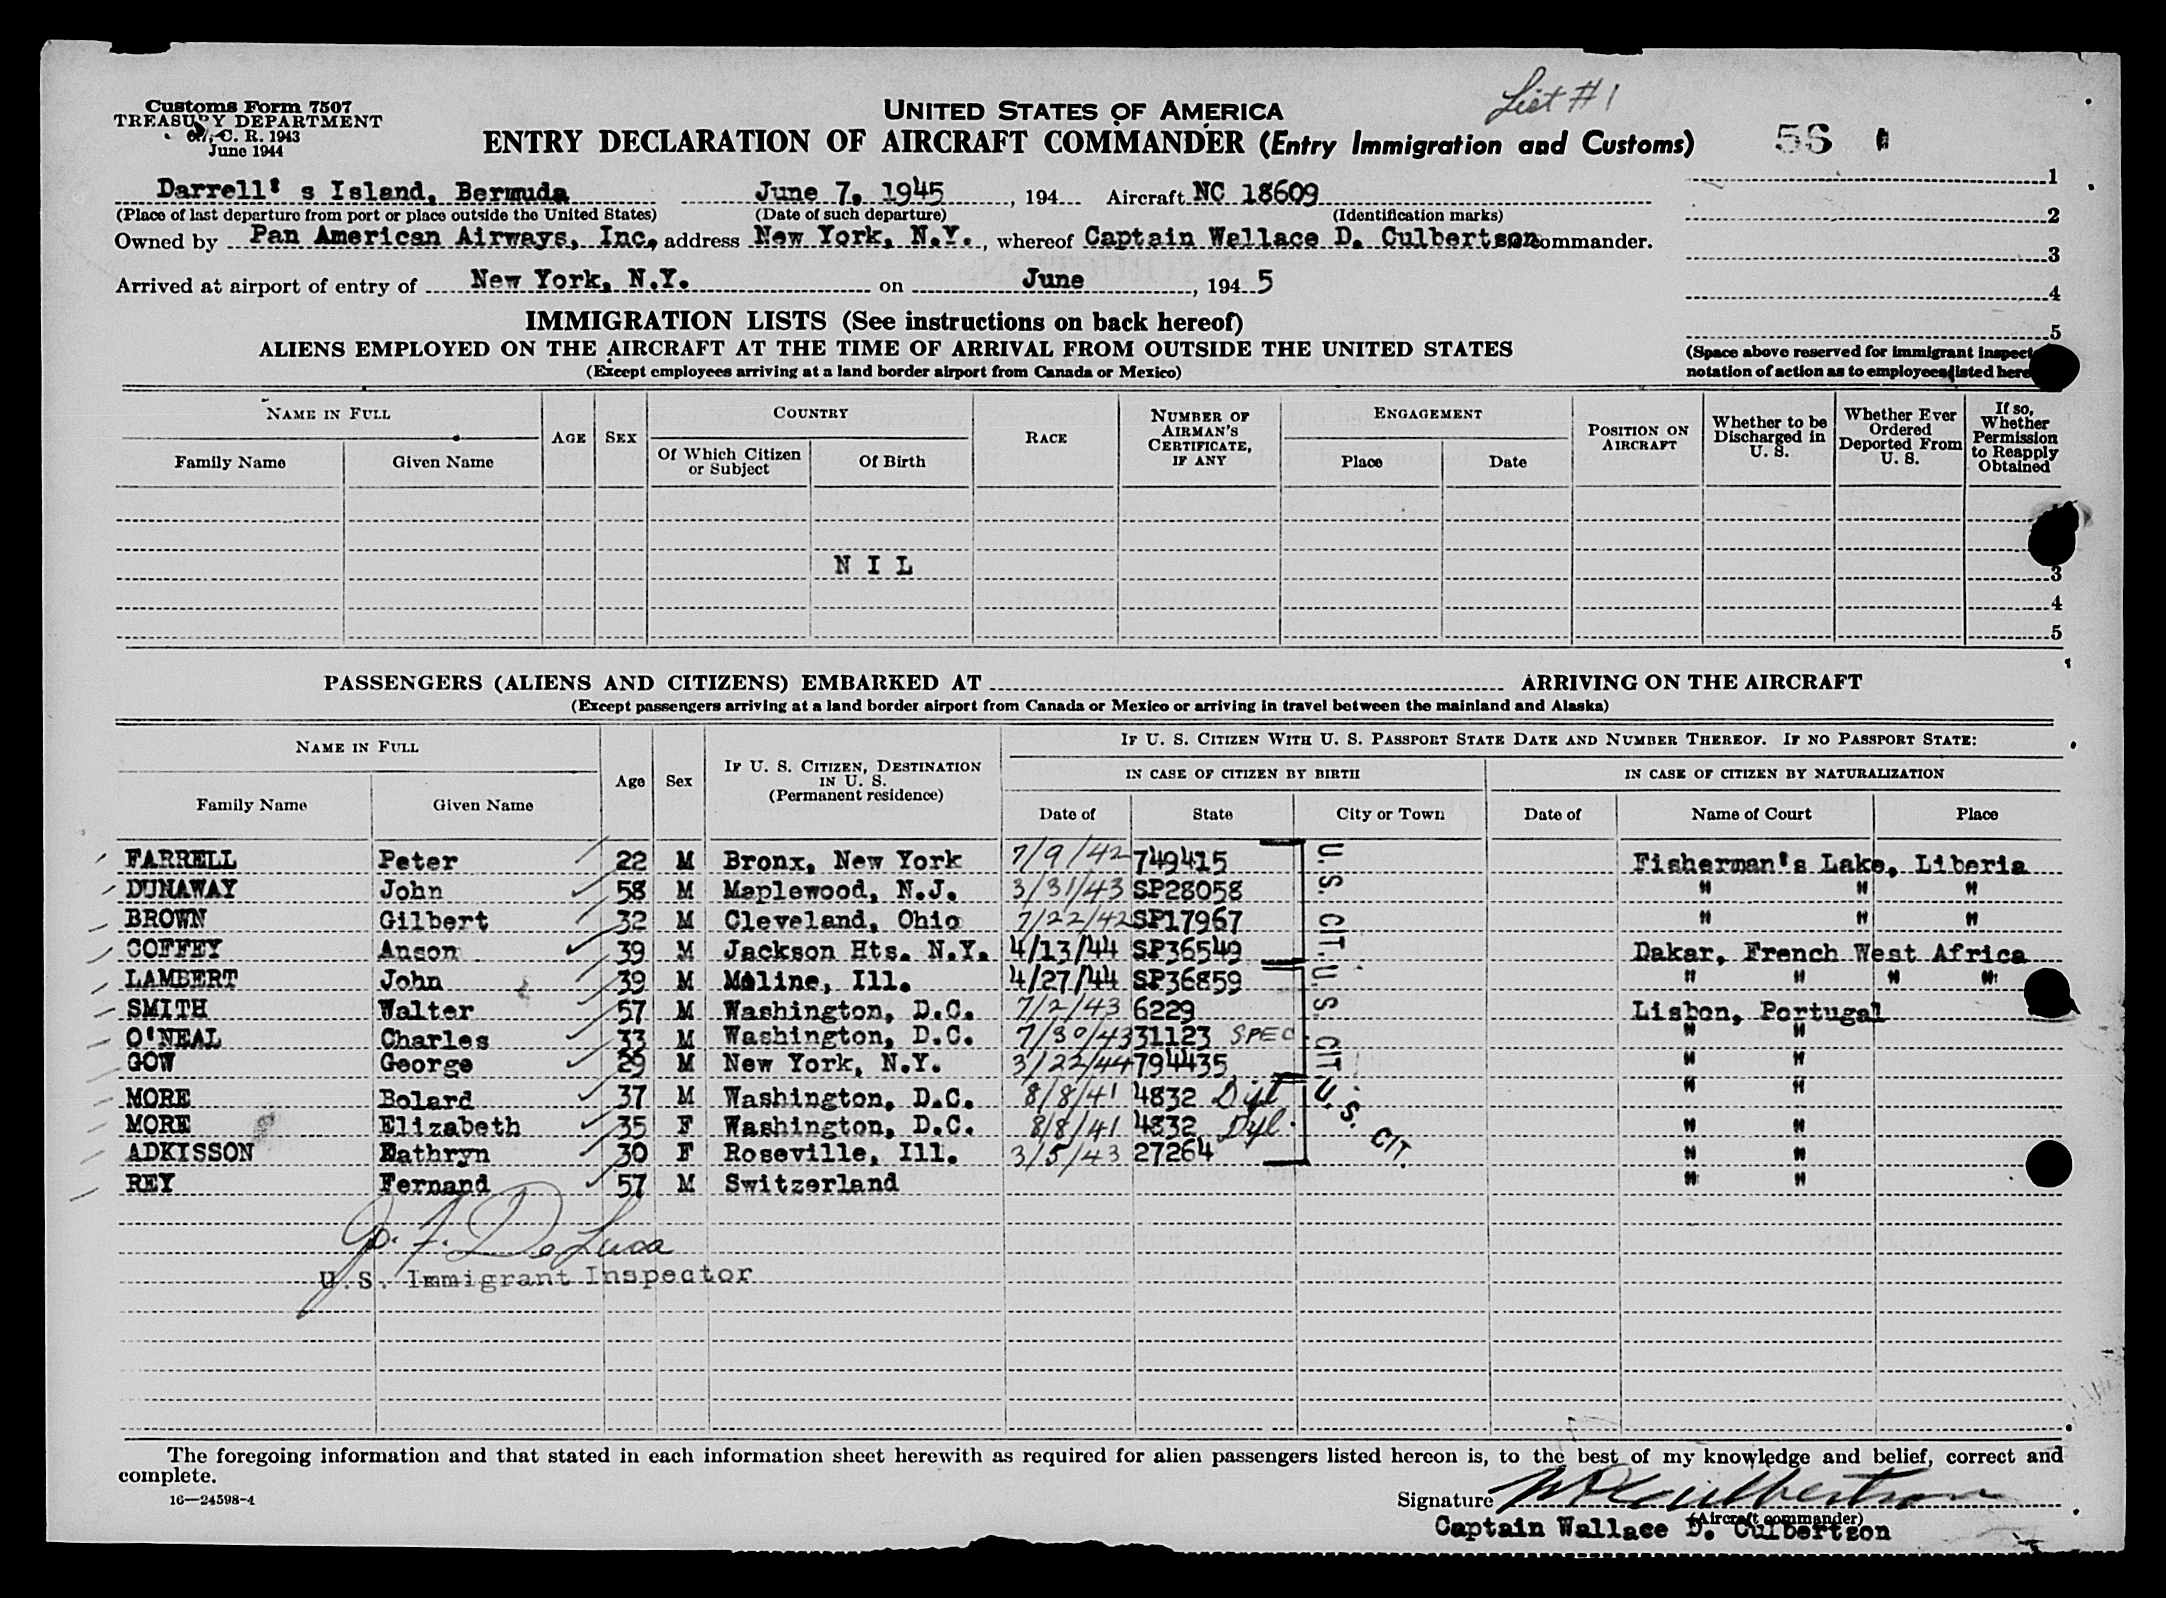 List # 1
Customs Form 7507
TREASURY DEPARTMENT
C. R. 1943
June 1944
UNITED STATES OF AMERICA
ENTRY DECLARATION OF AIRCRAFT COMMANDER (Entry Immigration and Customs)
Darrell' s Island, Bermuda June 7, 1945 , 194 Aircraft NC 18609
(Place of last departure from port or place outside the United States) (Date of such departure) (Identification marks)
Owned by Pan American Airways, Inc., address New York, N.Y. , whereof Captain Wallace D. Culbertson commander.
Arrived at airport of entry of New York, N.Y. on June , 194 5
1
2
3
4
5
(Space above reserved for immigrant
notation of action as to employees listed
IMMIGRATION LISTS (See instructions on back hereof)
ALIENS EMPLOYED ON THE AIRCRAFT AT THE TIME OF ARRIVAL FROM OUTSIDE THE UNITED STATES
(Except employees arriving at a land border airport from Canada or Mexico)
NAME IN FULL AGE SEX COUNTRY RACE NUMBER OF AIRMAN'S CERTIFICATE, IF ANY ENGAGEMENT POSITION ON AIRCRAFT Whether to be Discharged in U. S. Whether Ever Ordered Deported From U. S. If so, Whether Permission to Reapply Obtained
Family Name Given Name Of Which Citizen or Subject Of Birth Place Date
N I L
3
4
5
PASSENGERS (ALIENS AND CITIZENS) EMBARKED AT ARRIVING ON THE AIRCRAFT
(Except passengers arriving at a land border airport from Canada or Mexico or arriving in travel between the mainland and Alaska)
NAME IN FULL Age Sex IF U. S. CITIZEN, DESTINATION IN U. S. (Permanent residence) IF U. S. CITIZEN WITH U. S. PASSPORT STATE DATE AND NUMBER THEREOF. IF NO PASSPORT STATE:
IN CASE OF CITIZEN BY BIRTH IN CASE OF CITIZEN BY NATURALIZATION
Family Name Given Name Date of State City or Town Date of Name of Court Place
FARRELL Peter 22 M Bronx, New York 7/9/42 749415 Fisherman's Lake, Liberia
DUNAWAY John 58 M Maplewood, N.J. 3/31/43 SP28058 " " "
BROWN Gilbert 32 M Cleveland, Ohio 7/22/42 SP17967 " " "
COFFEY Anson 39 M Jackson Hts. N.Y. 4/13/44 SP36549 Dakar, French West Africa
LAMBERT John 39 M Moline, Ill. 4/27/44 SP36859 " " " "
SMITH Walter 57 M Washington, D.C. 7/2/43 6229 Lisbon, Portugal
O'NEAL Charles 33 M Washington, D.C. 7/30/43 31123 SPEC " "
GOW George 29 M New York, N.Y. 3/22/44 794435 " "
MORE Bolard 37 M Washington, D.C. 8/8/41 4832 Dipl " "
MORE Elizabeth 35 F Washington, D.C. 8/8/41 4832 Dpl. " "
ADKISSON Kathryn 30 F Roseville, Ill. 3/5/43 27264 " "
REY Fernand 57 M Switzerland " "
U. S. CIT.
U. S. CIT
U. S. CIT.
Jo. F. DeLuca
U.S. Immigrant Inspector
The foregoing information and that stated in each information sheet herewith as required for alien passengers listed hereon is, to the best of my knowledge and belief, correct and
complete.
16—24598-4
Signature W D Culbertson
(Aircraft commander)
Captain Wallace D. Culbertson